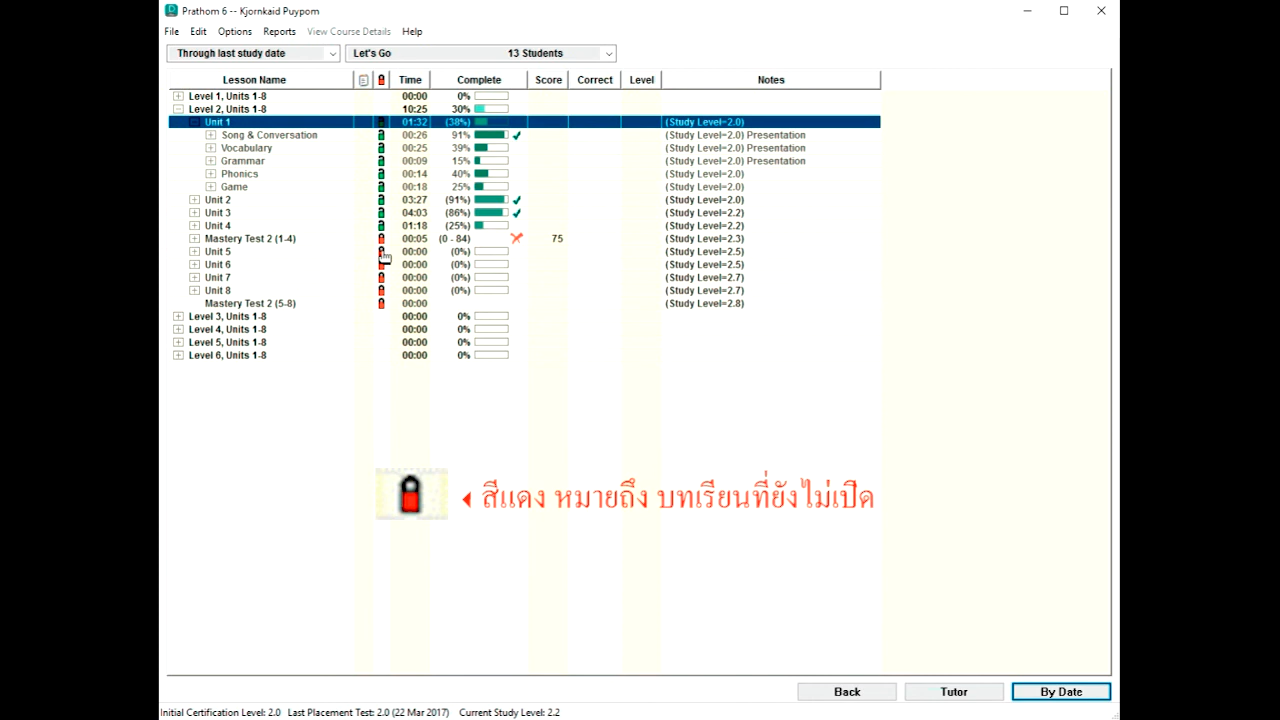 Prathom 6 -- Kjornkaid Puypom
File Edit Options Reports View Course Details Help
Through last study date Let's Go 13 Students
Lesson Name Time Complete Score Correct Level Notes
Level 1, Units 1-8 00:00 0%
Level 2, Units 1-8 10:25 30%
Unit 1 01:32 (38%) (Study Level=2.0)
Song & Conversation 00:26 91% (Study Level=2.0) Presentation
Vocabulary 00:25 39% (Study Level=2.0) Presentation
Grammar 00:09 15% (Study Level=2.0) Presentation
Phonics 00:14 40% (Study Level=2.0)
Game 00:18 25% (Study Level=2.0)
Unit 2 03:27 (91%) (Study Level=2.0)
Unit 3 04:03 (86%) (Study Level=2.2)
Unit 4 01:18 (25%) (Study Level=2.2)
Mastery Test 2 (1-4) 00:05 (0 - 84) 75 (Study Level=2.3)
Unit 5 00:00 (0%) (Study Level=2.5)
Unit 6 00:00 (0%) (Study Level=2.5)
Unit 7 00:00 (0%) (Study Level=2.7)
Unit 8 00:00 (0%) (Study Level=2.7)
Mastery Test 2 (5-8) 00:00 (Study Level=2.8)
Level 3, Units 1-8 00:00 0%
Level 4, Units 1-8 00:00 0%
Level 5, Units 1-8 00:00 0%
Level 6, Units 1-8 00:00 0%
สีแดง หมายถึง บทเรียนที่ยังไม่เปิด
Back Tutor By Date
Initial Certification Level: 2.0 Last Placement Test: 2.0 (22 Mar 2017) Current Study Level: 2.2